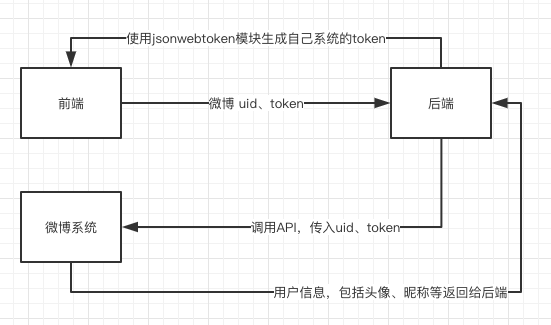 使用jsonwebtoken模块生成自己系统的token
前端
微博 uid、token
后端
微博系统
调用API，传入uid、token
用户信息，包括头像、昵称等返回给后端